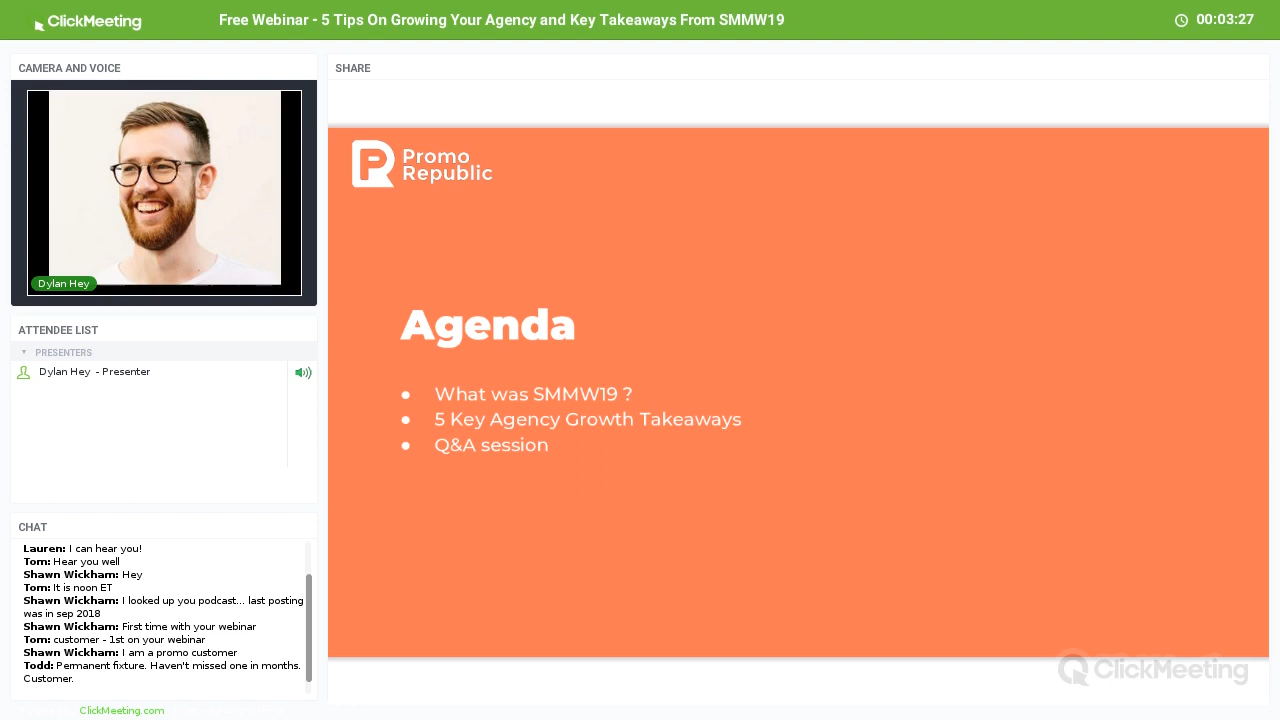 ClickMeeting
Free Webinar - 5 Tips On Growing Your Agency and Key Takeaways From SMMW19
00:03:27
CAMERA AND VOICE
Dylan Hey
ATTENDEE LIST
PRESENTERS
Dylan Hey - Presenter
CHAT
Lauren: I can hear you!
Tom: Hear you well
Shawn Wickham: Hey
Tom: It is noon ET
Shawn Wickham: I looked up you podcast... last posting
was in sep 2018
Shawn Wickham: First time with your webinar
Tom: customer - 1st on your webinar
Shawn Wickham: I am a promo customer
Todd: Permanent fixture. Haven't missed one in months.
Customer.
ClickMeeting.com
SHARE
Promo
Republic
Agenda
● What was SMMW19 ?
● 5 Key Agency Growth Takeaways
● Q&A session
ClickMeeting